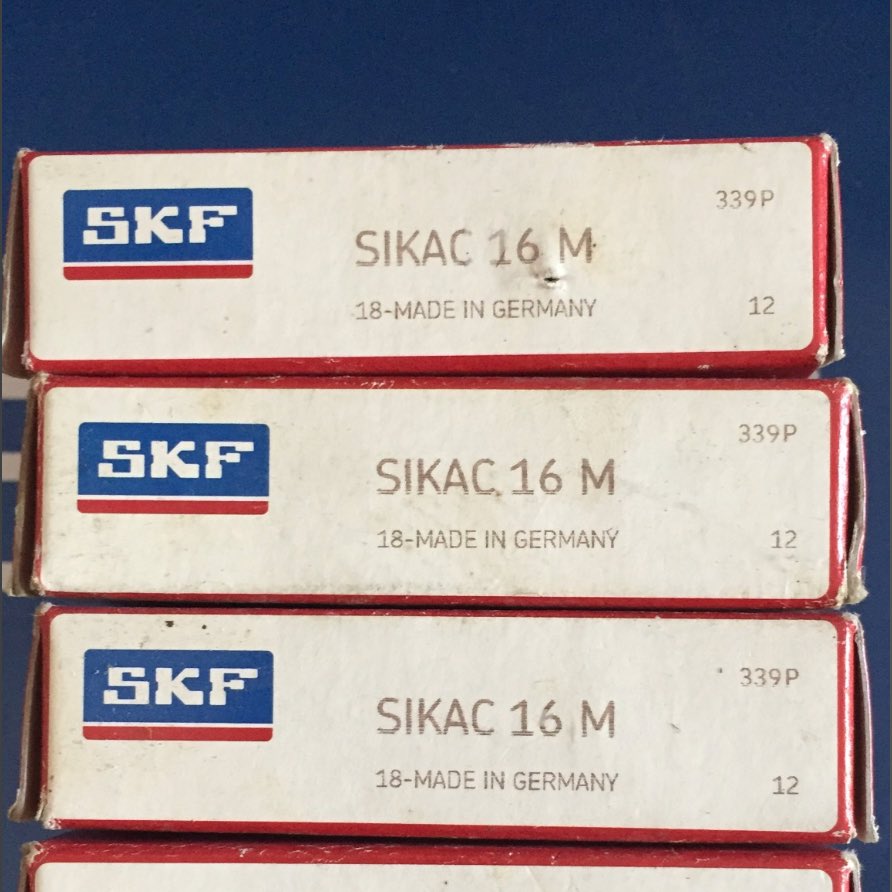 SKF
339P
SIKAC 16 M
18-MADE IN GERMANY
12
SKF
339P
SIKAC 16 M
18-MADE IN GERMANY
12
SKF
339P
SIKAC 16 M
18-MADE IN GERMANY
12